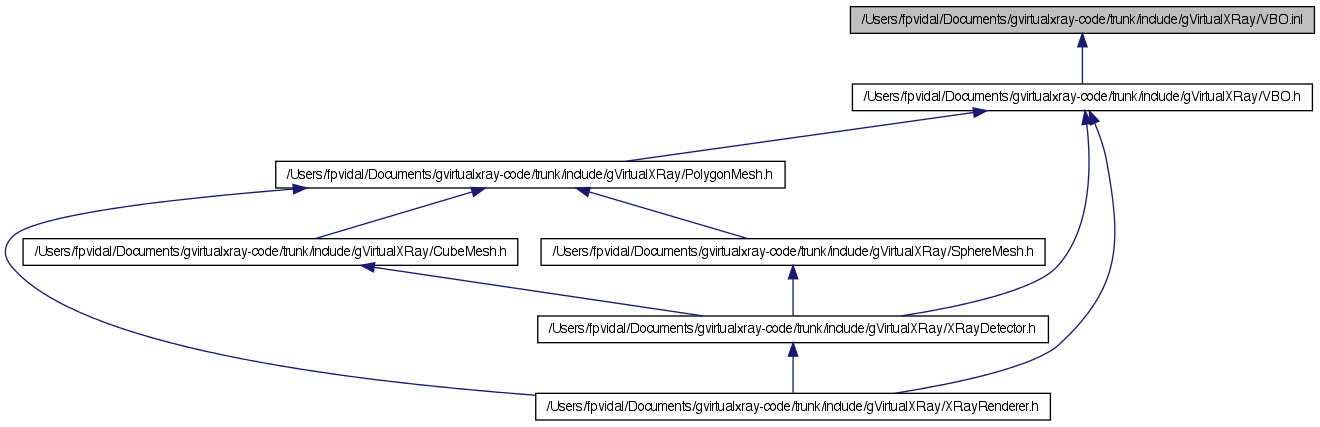 /Users/fpvidal/Documents/gvirtualxray-code/trunk/include/gVirtualXRay/VBO.inl
/Users/fpvidal/Documents/gvirtualxray-code/trunk/include/gVirtualXRay/VBO.h
/Users/fpvidal/Documents/gvirtualxray-code/trunk/include/gVirtualXRay/PolygonMesh.h
/Users/fpvidal/Documents/gvirtualxray-code/trunk/include/gVirtualXRay/CubeMesh.h
/Users/fpvidal/Documents/gvirtualxray-code/trunk/include/gVirtualXRay/SphereMesh.h
/Users/fpvidal/Documents/gvirtualxray-code/trunk/include/gVirtualXRay/XRayDetector.h
/Users/fpvidal/Documents/gvirtualxray-code/trunk/include/gVirtualXRay/XRayRenderer.h